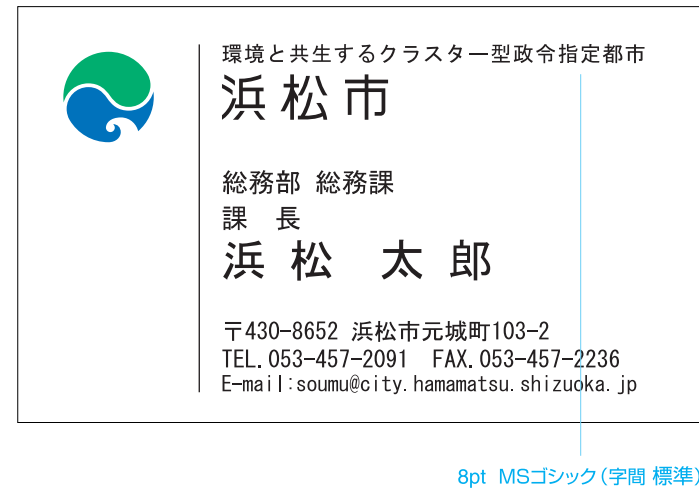 環境と共生するクラスター型政令指定都市
浜松市
総務部 総務課
課 長
浜 松 太 郎
〒430-8652 浜松市元城町103-2
TEL.053-457-2091 FAX.053-457-2236
E-mail:soumu@city.hamamatsu.shizuoka.jp
8pt MSゴシック(字間 標準)